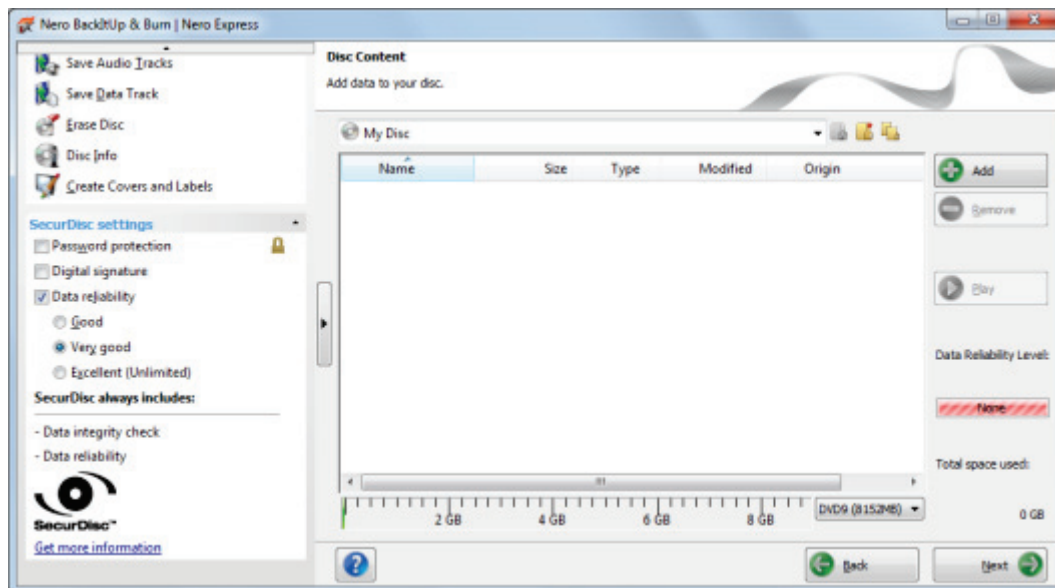 Nero BackItUp & Burn | Nero Express
Save Audio Tracks
Save Data Track
Erase Disc
Disc Info
Create Covers and Labels
SecurDisc settings
Password protection
Digital signature
Data reliability
Good
Very good
Excellent (Unlimited)
SecurDisc always includes:
- Data integrity check
- Data reliability
SecurDisc™
Get more information
Disc Content
Add data to your disc.
My Disc
Name Size Type Modified Origin
Add
Remove
Play
Data Reliability Level:
None
Total space used:
0 GB
2 GB 4 GB 6 GB 8 GB
DVD9 (8152MB)
Back Next